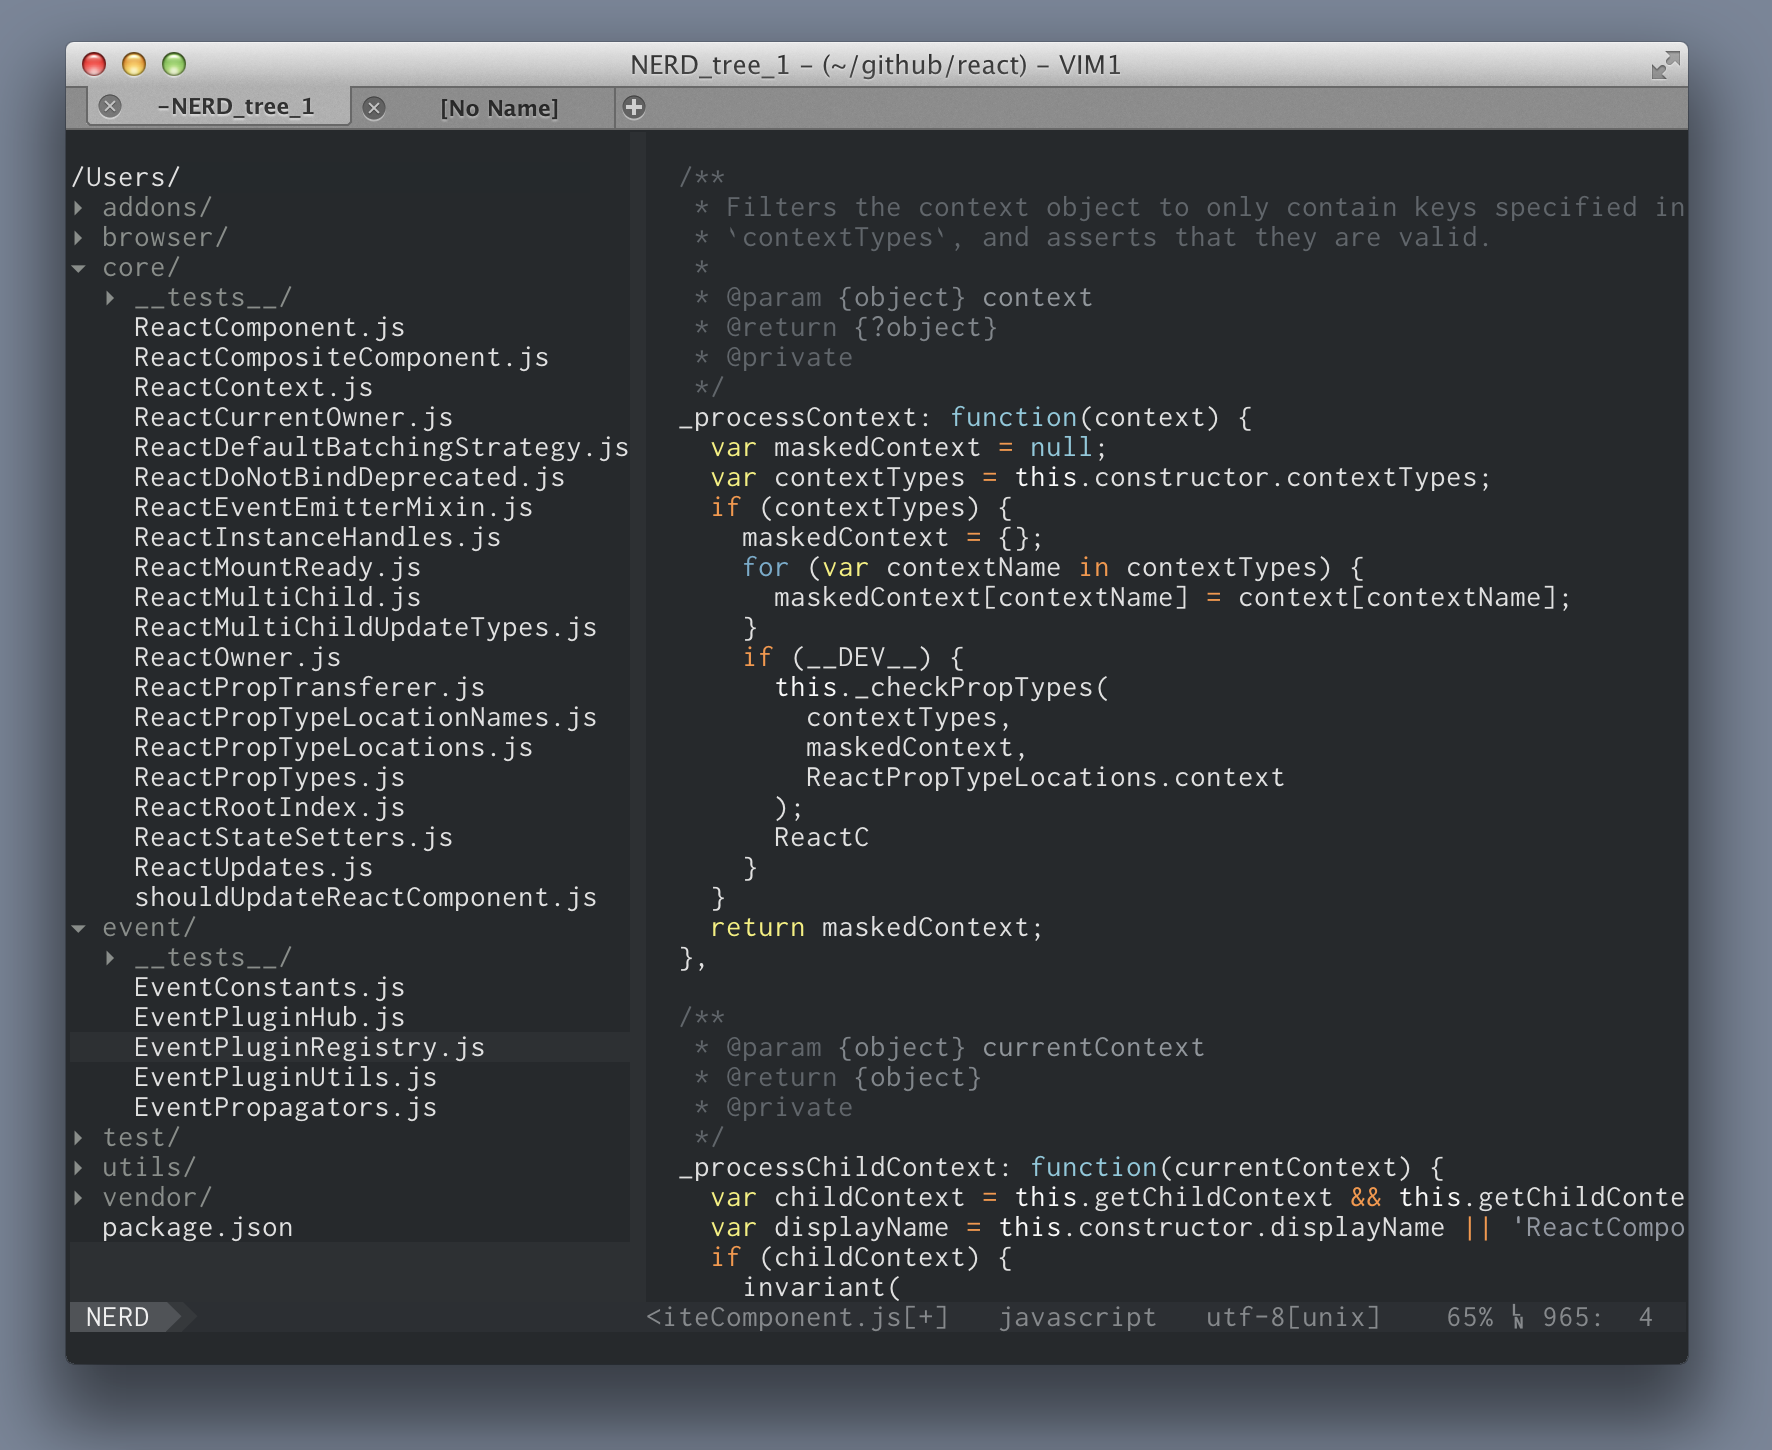 NERD_tree_1 – (~/github/react) – VIM1
-NERD_tree_1
[No Name]
/Users/
addons/
browser/
core/
__tests__/
ReactComponent.js
ReactCompositeComponent.js
ReactContext.js
ReactCurrentOwner.js
ReactDefaultBatchingStrategy.js
ReactDoNotBindDeprecated.js
ReactEventEmitterMixin.js
ReactInstanceHandles.js
ReactMountReady.js
ReactMultiChild.js
ReactMultiChildUpdateTypes.js
ReactOwner.js
ReactPropTransferer.js
ReactPropTypeLocationNames.js
ReactPropTypeLocations.js
ReactPropTypes.js
ReactRootIndex.js
ReactStateSetters.js
ReactUpdates.js
shouldUpdateReactComponent.js
event/
__tests__/
EventConstants.js
EventPluginHub.js
EventPluginRegistry.js
EventPluginUtils.js
EventPropagators.js
test/
utils/
vendor/
package.json
NERD
/**
* Filters the context object to only contain keys specified in
* `contextTypes`, and asserts that they are valid.
*
* @param {object} context
* @return {?object}
* @private
*/
_processContext: function(context) {
var maskedContext = null;
var contextTypes = this.constructor.contextTypes;
if (contextTypes) {
maskedContext = {};
for (var contextName in contextTypes) {
maskedContext[contextName] = context[contextName];
}
if (__DEV__) {
this._checkPropTypes(
contextTypes,
maskedContext,
ReactPropTypeLocations.context
);
ReactC
}
}
return maskedContext;
},
/**
* @param {object} currentContext
* @return {object}
* @private
*/
_processChildContext: function(currentContext) {
var childContext = this.getChildContext && this.getChildConte
var displayName = this.constructor.displayName || 'ReactCompo
if (childContext) {
invariant(
<iteComponent.js[+] javascript utf-8[unix] 65% LN 965: 4